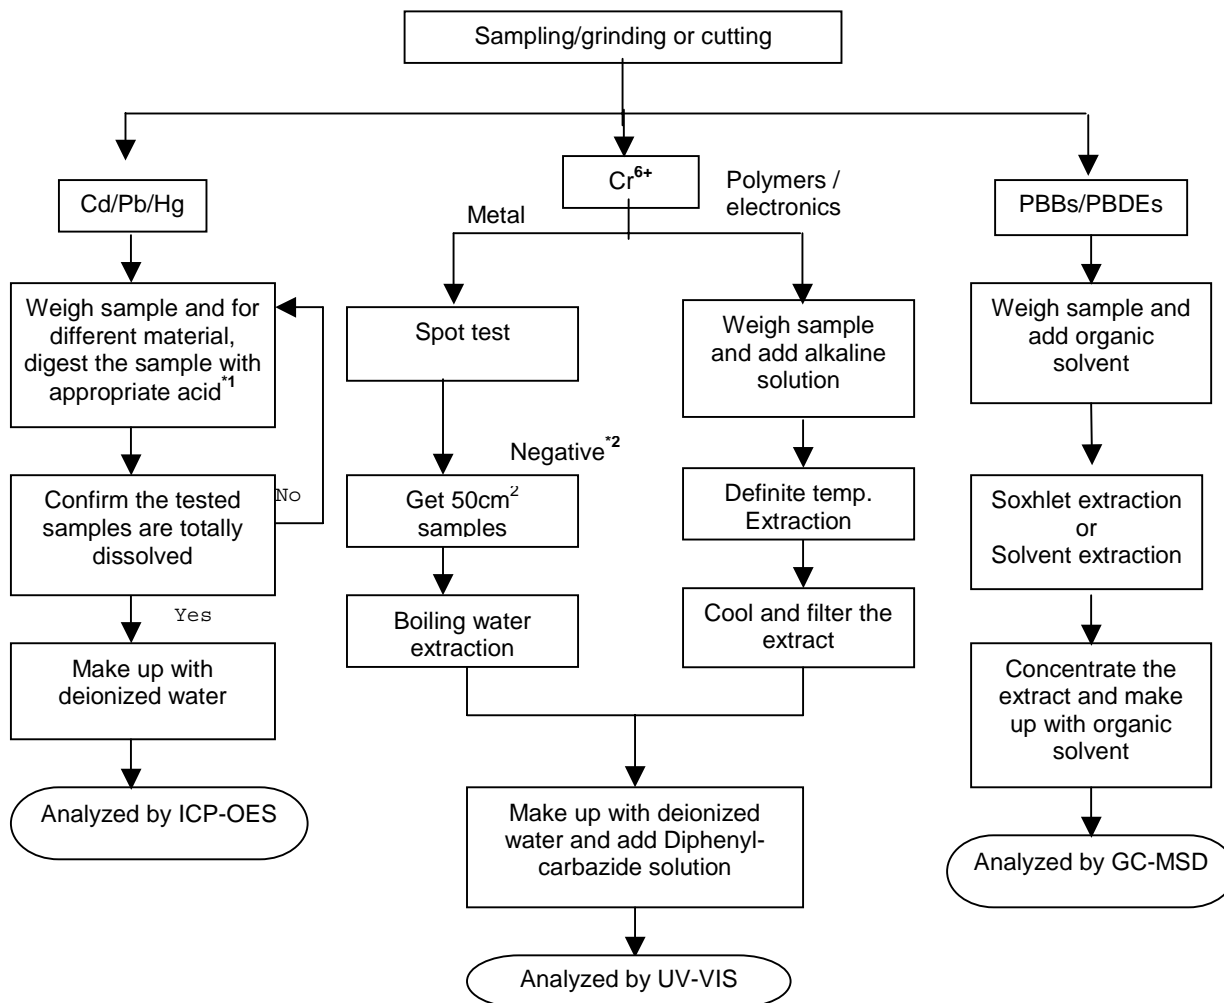 Sampling/grinding or cutting
Cd/Pb/Hg
Weigh sample and for
different material,
digest the sample with
appropriate acid*1
Confirm the tested
samples are totally
dissolved
No
Yes
Make up with
deionized water
Analyzed by ICP-OES
Cr6+
Metal
Polymers /
electronics
Spot test
Negative*2
Get 50cm2
samples
Boiling water
extraction
Weigh sample
and add alkaline
solution
Definite temp.
Extraction
Cool and filter the
extract
Make up with deionized
water and add Diphenyl-
carbazide solution
Analyzed by UV-VIS
PBBs/PBDEs
Weigh sample and
add organic
solvent
Soxhlet extraction
or
Solvent extraction
Concentrate the
extract and make
up with organic
solvent
Analyzed by GC-MSD